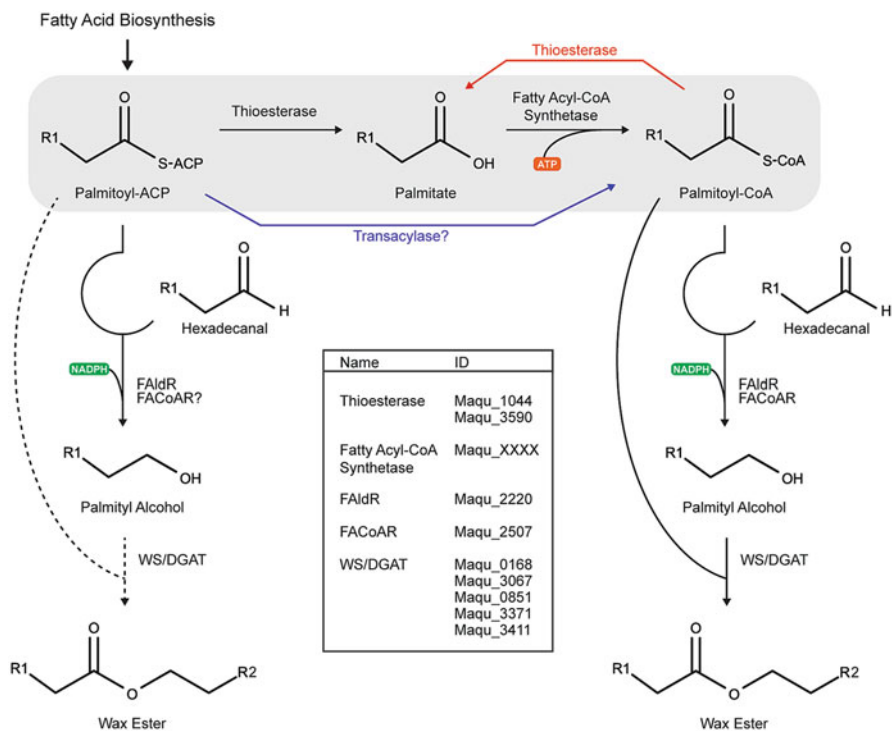 Fatty Acid Biosynthesis
Thioesterase
O
R1
S-ACP
Palmitoyl-ACP
Thioesterase
O
R1
OH
Palmitate
Fatty Acyl-CoA
Synthetase
ATP
O
R1
S-CoA
Palmitoyl-CoA
Transacylase?
O
R1
H
Hexadecanal
NADPH
FAldR
FACoAR?
R1
OH
Palmityl Alcohol
WS/DGAT
O
R1
O
R2
Wax Ester
Name ID
Thioesterase Maqu_1044
Maqu_3590
Fatty Acyl-CoA Maqu_XXXX
Synthetase
FAldR Maqu_2220
FACoAR Maqu_2507
WS/DGAT Maqu_0168
Maqu_3067
Maqu_0851
Maqu_3371
Maqu_3411
O
R1
H
Hexadecanal
NADPH
FAldR
FACoAR
R1
OH
Palmityl Alcohol
WS/DGAT
O
R1
O
R2
Wax Ester